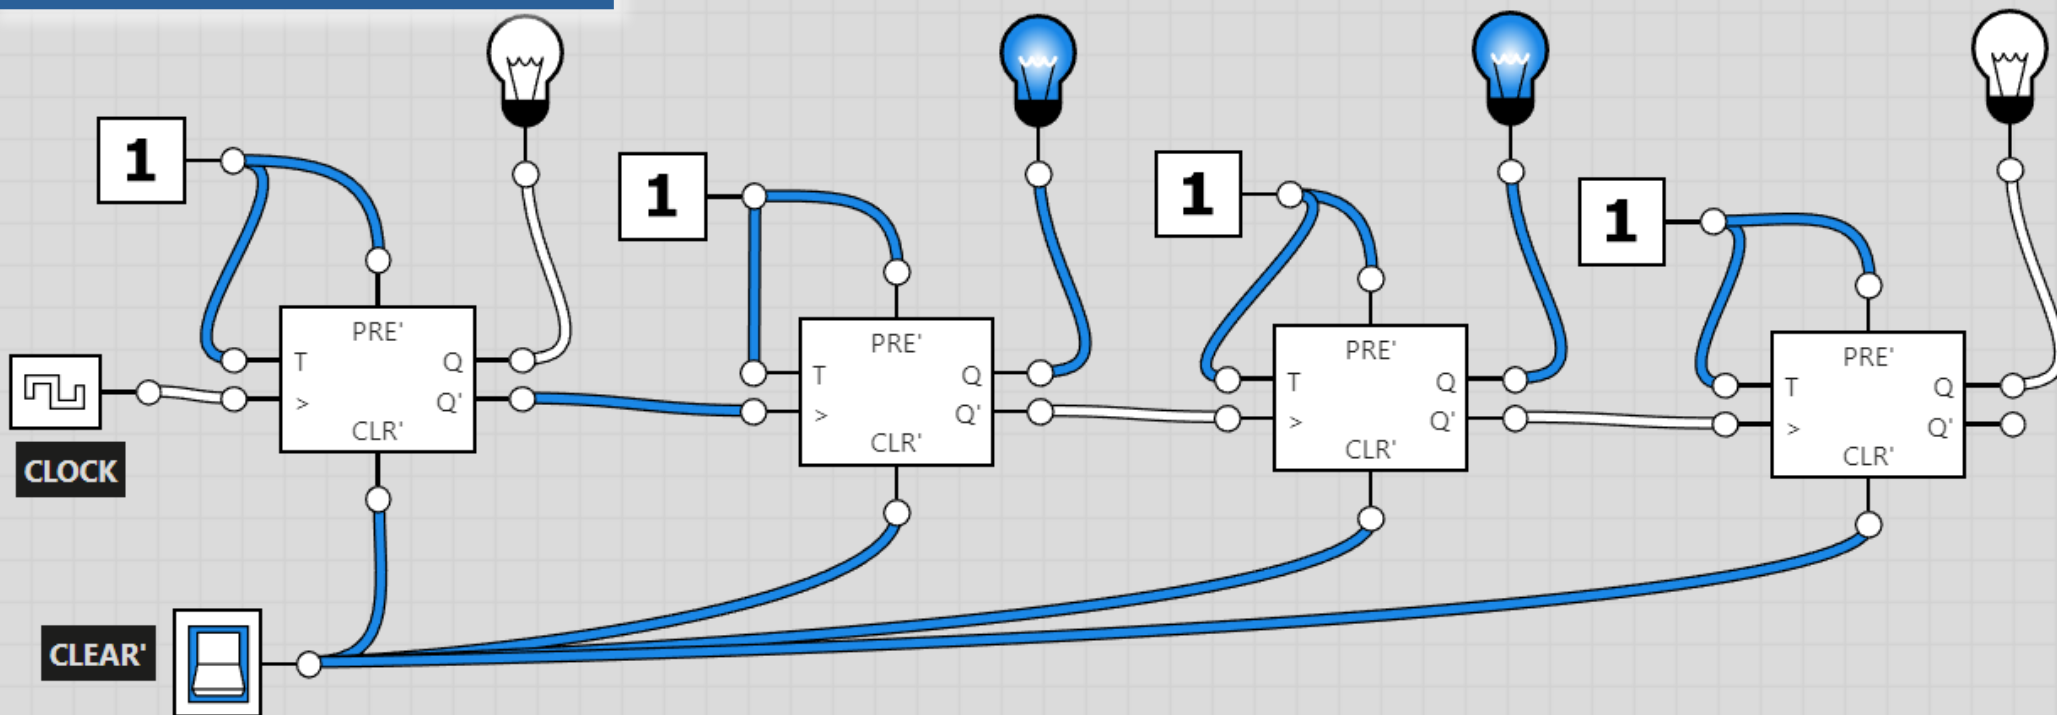 1
1
1
1
PRE'
T
Q
>
Q'
CLR'
PRE'
T
Q
>
Q'
CLR'
PRE'
T
Q
>
Q'
CLR'
PRE'
T
Q
>
Q'
CLR'
CLOCK
CLEAR'